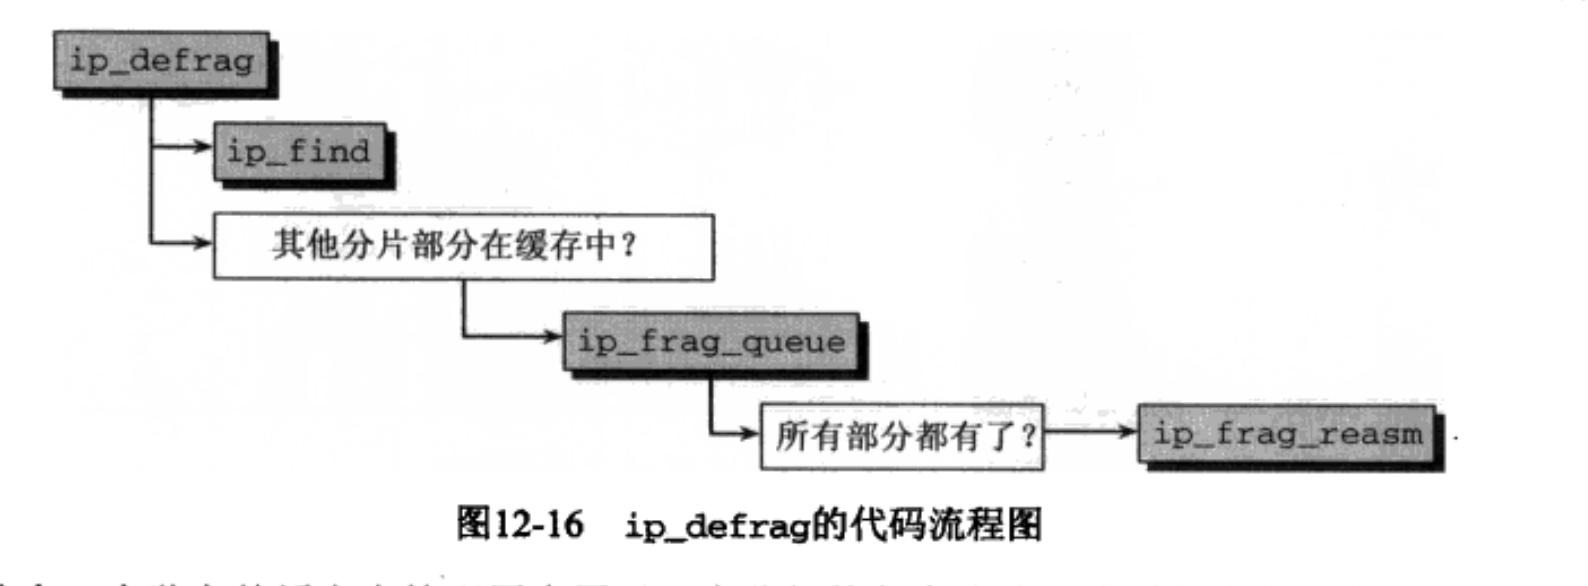 ip_defrag
ip_find
其他分片部分在缓存中?
ip_frag_queue
所有部分都有了?
ip_frag_reasm
图12-16 ip_defrag的代码流程图